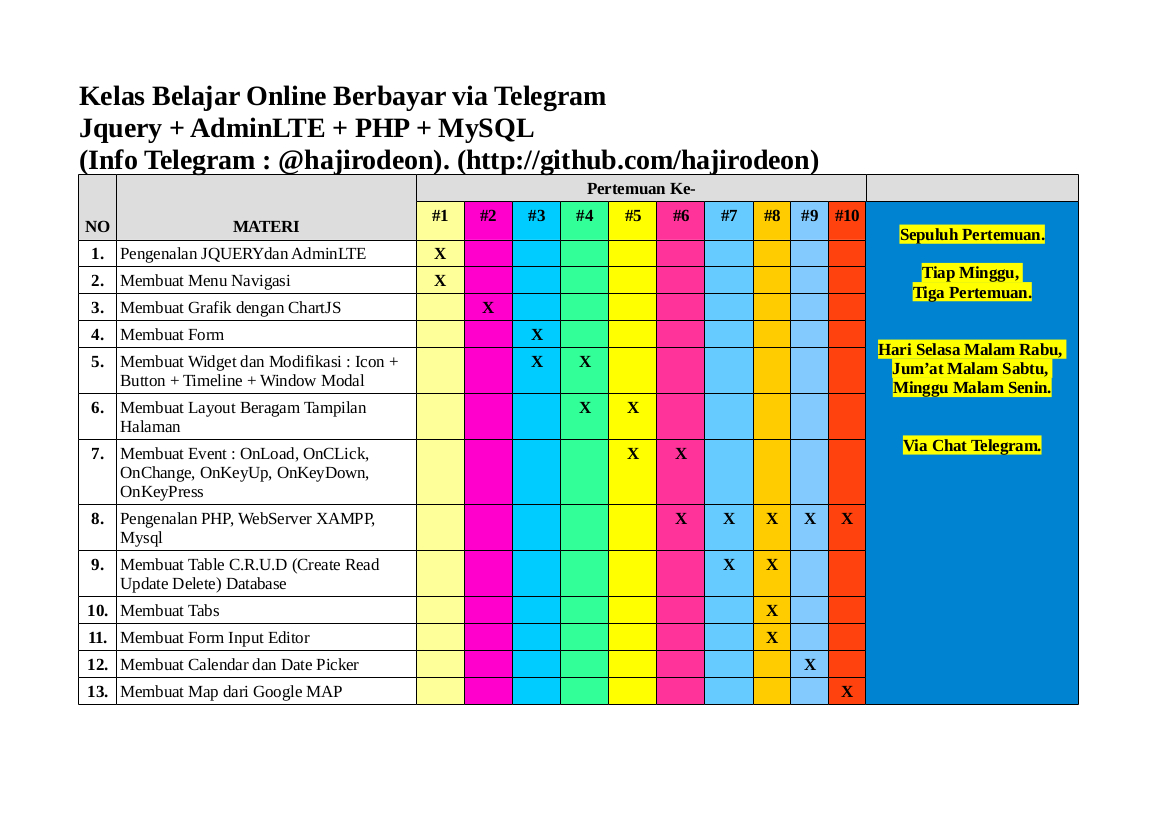 Kelas Belajar Online Berbayar via Telegram
Jquery + AdminLTE + PHP + MySQL
(Info Telegram : @hajirodeon). (http://github.com/hajirodeon)
NO MATERI Pertemuan Ke-
#1 #2 #3 #4 #5 #6 #7 #8 #9 #10
1. Pengenalan JQUERYdan AdminLTE X
2. Membuat Menu Navigasi X
3. Membuat Grafik dengan ChartJS X
4. Membuat Form X
5. Membuat Widget dan Modifikasi : Icon + X X
Button + Timeline + Window Modal
6. Membuat Layout Beragam Tampilan X X
Halaman
7. Membuat Event : OnLoad, OnCLick, X X
OnChange, OnKeyUp, OnKeyDown,
OnKeyPress
8. Pengenalan PHP, WebServer XAMPP, X X X X X
Mysql
9. Membuat Table C.R.U.D (Create Read X X
Update Delete) Database
10. Membuat Tabs X
11. Membuat Form Input Editor X
12. Membuat Calendar dan Date Picker X
13. Membuat Map dari Google MAP X
Sepuluh Pertemuan.
Tiap Minggu,
Tiga Pertemuan.
Hari Selasa Malam Rabu,
Jum’at Malam Sabtu,
Minggu Malam Senin.
Via Chat Telegram.